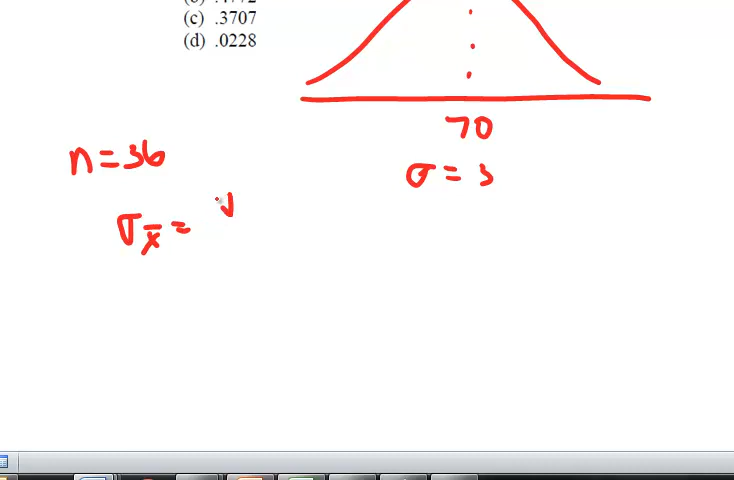 (c) .3707
(d) .0228
70
n = 36
σ = 3
σx̄ =